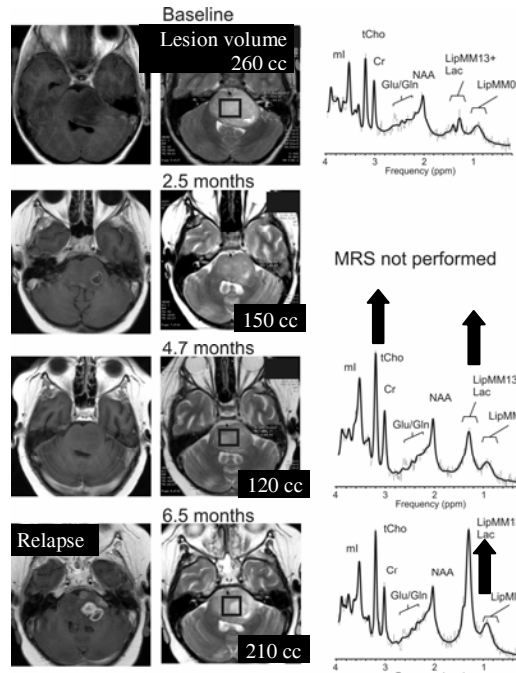 Baseline
Lesion volume
260 cc
tCho
mI
Cr
Glu/Gln
NAA
LipMM13+
Lac
LipMM0
4 3 2 1
Frequency (ppm)
2.5 months
150 cc
MRS not performed
4.7 months
120 cc
tCho
mI
Cr
Glu/Gln
NAA
LipMM13
Lac
LipMM
4 3 2 1
Frequency (ppm)
6.5 months
Relapse
210 cc
tCho
mI
Cr
Glu/Gln
NAA
LipMM13
Lac
4 3 2 1